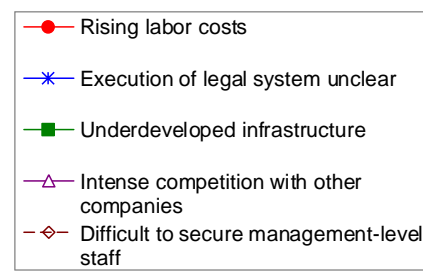 Rising labor costs
Execution of legal system unclear
Underdeveloped infrastructure
Intense competition with other
companies
Difficult to secure management-level
staff